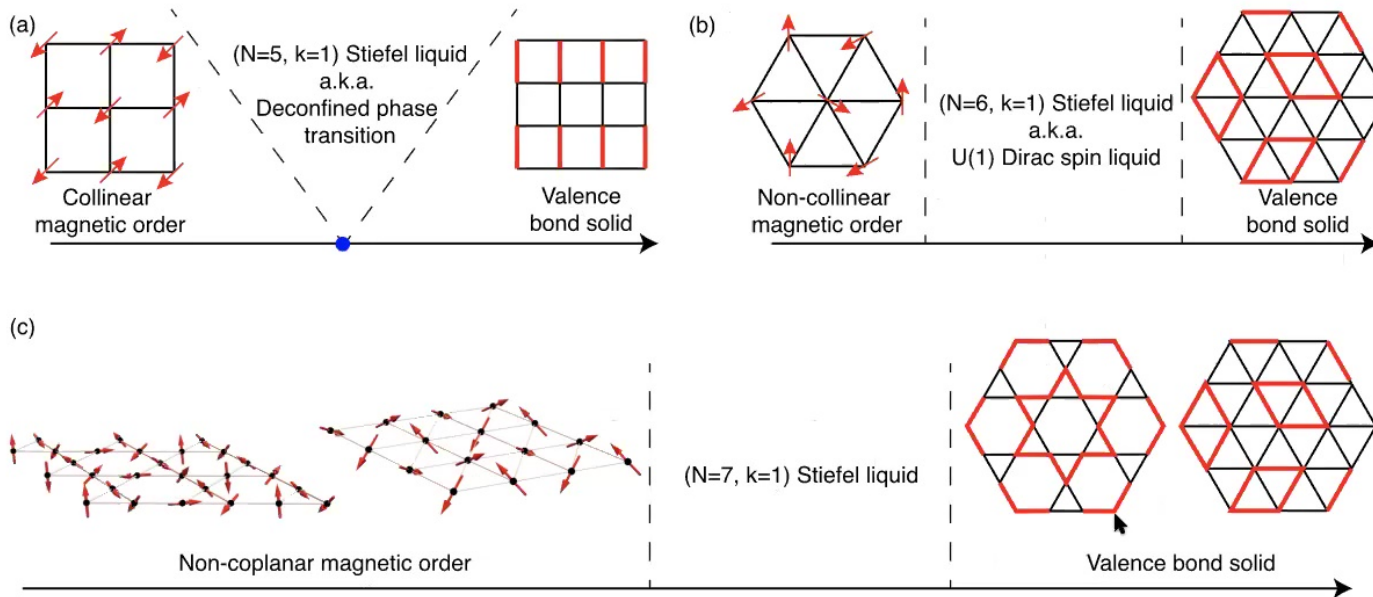 (a)
(N=5, k=1) Stiefel liquid
a.k.a.
Deconfined phase
transition
Collinear
magnetic order
Valence
bond solid
(b)
(N=6, k=1) Stiefel liquid
a.k.a.
U(1) Dirac spin liquid
Non-collinear
magnetic order
Valence
bond solid
(c)
(N=7, k=1) Stiefel liquid
Non-coplanar magnetic order
Valence bond solid